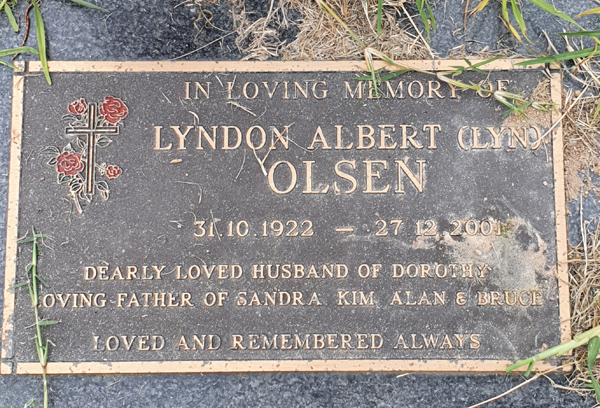 IN LOVING MEMORY OF
LYNDON ALBERT (LYN)
OLSEN
31.10.1922 — 27.12.2001
DEARLY LOVED HUSBAND OF DOROTHY
LOVING FATHER OF SANDRA, KIM, ALAN & BRUCE
LOVED AND REMEMBERED ALWAYS